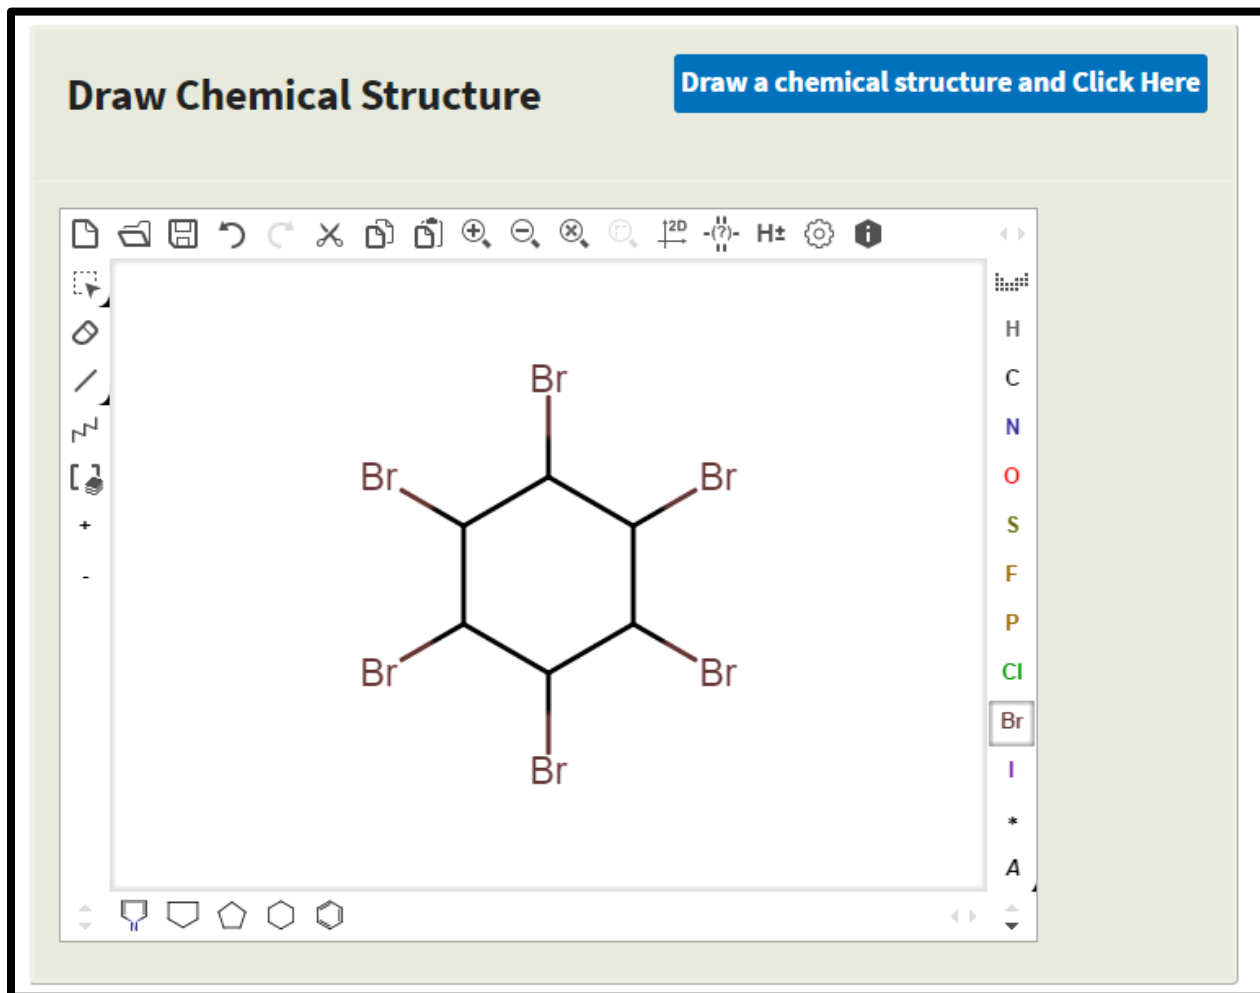 Draw Chemical Structure
Draw a chemical structure and Click Here
2D
-(?)-
H±
i
H
C
N
O
S
F
P
Cl
Br
I
*
A
+
-
Br
Br
Br
Br
Br
Br